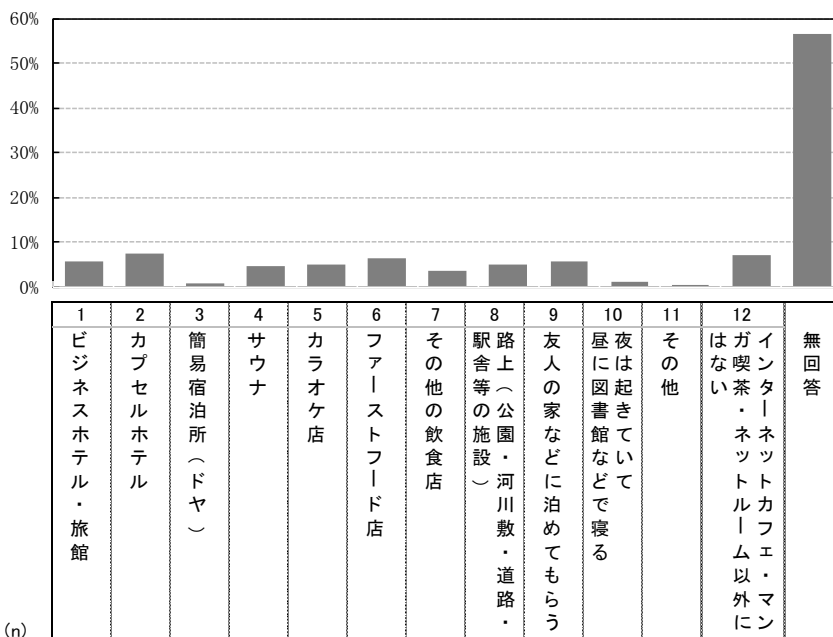 60%
50%
40%
30%
20%
10%
0%
1
2
3
4
5
6
7
8
9
10
11
12
ビジネスホテル・旅館
カプセルホテル
簡易宿泊所(ドヤ)
サウナ
カラオケ店
ファーストフード店
その他の飲食店
路上(公園・河川敷・道路・
駅舎等の施設)
友人の家などに泊めてもらう
夜は起きていて
昼に図書館などで寝る
その他
インターネットカフェ・マン
ガ喫茶・ネットルーム以外に
はない
無回答
(n)